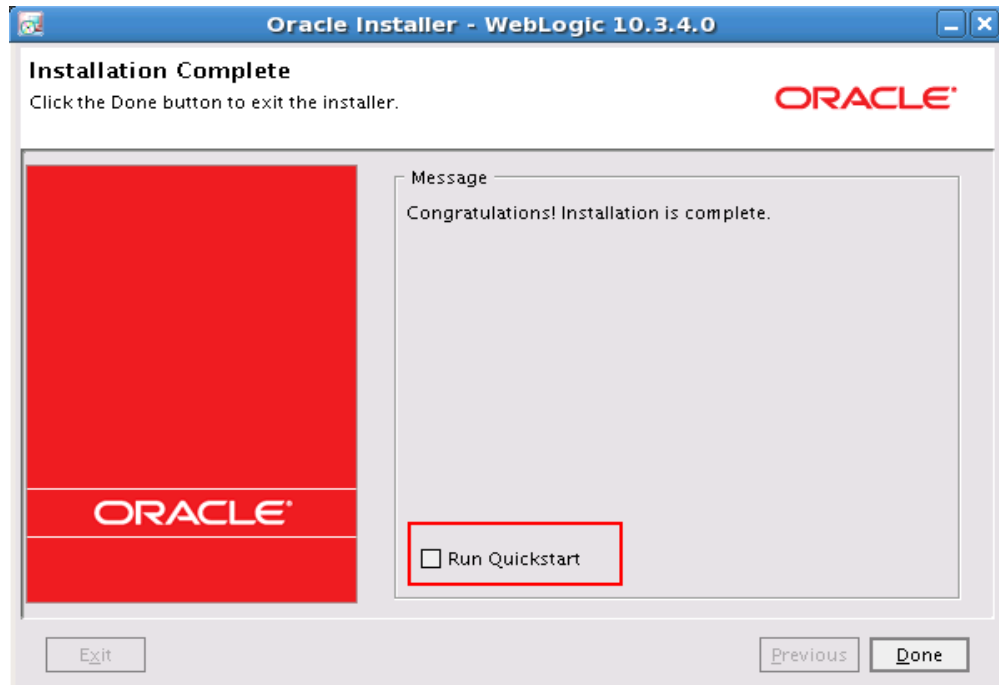 Oracle Installer - WebLogic 10.3.4.0
Installation Complete
Click the Done button to exit the installer.
ORACLE
Message
Congratulations! Installation is complete.
ORACLE
Run Quickstart
Exit
Previous
Done